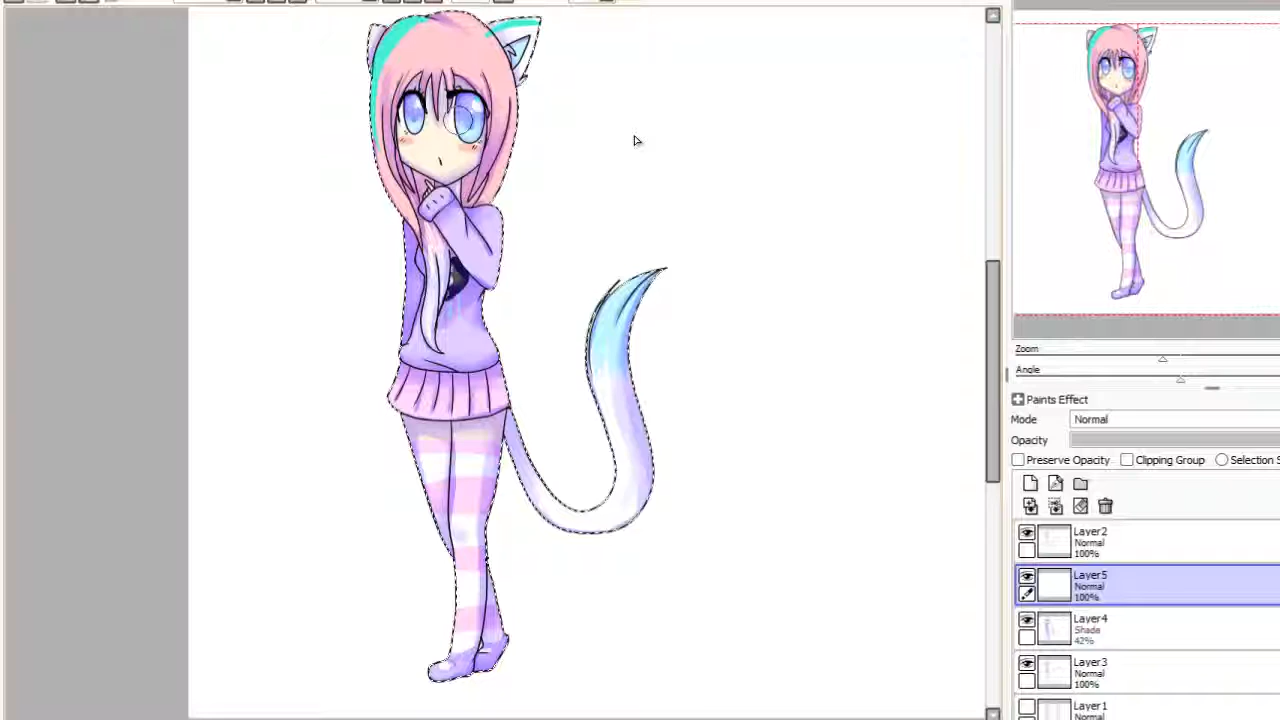 Zoom
Angle
Paints Effect
Mode Normal
Opacity
Preserve Opacity Clipping Group Selection S
Layer2
Normal
100%
Layer5
Normal
100%
Layer4
Shade
42%
Layer3
Normal
100%
Layer1
Normal